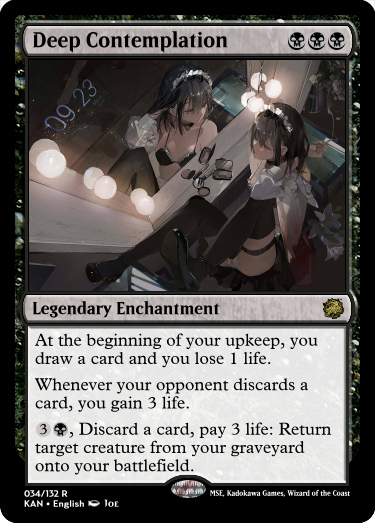 Deep Contemplation
09.23
Legendary Enchantment
At the beginning of your upkeep, you
draw a card and you lose 1 life.
Whenever your opponent discards a
card, you gain 3 life.
3, Discard a card, pay 3 life: Return
target creature from your graveyard
onto your battlefield.
034/132 R
KAN • English JOE
MSE, Kadokawa Games, Wizard of the Coast